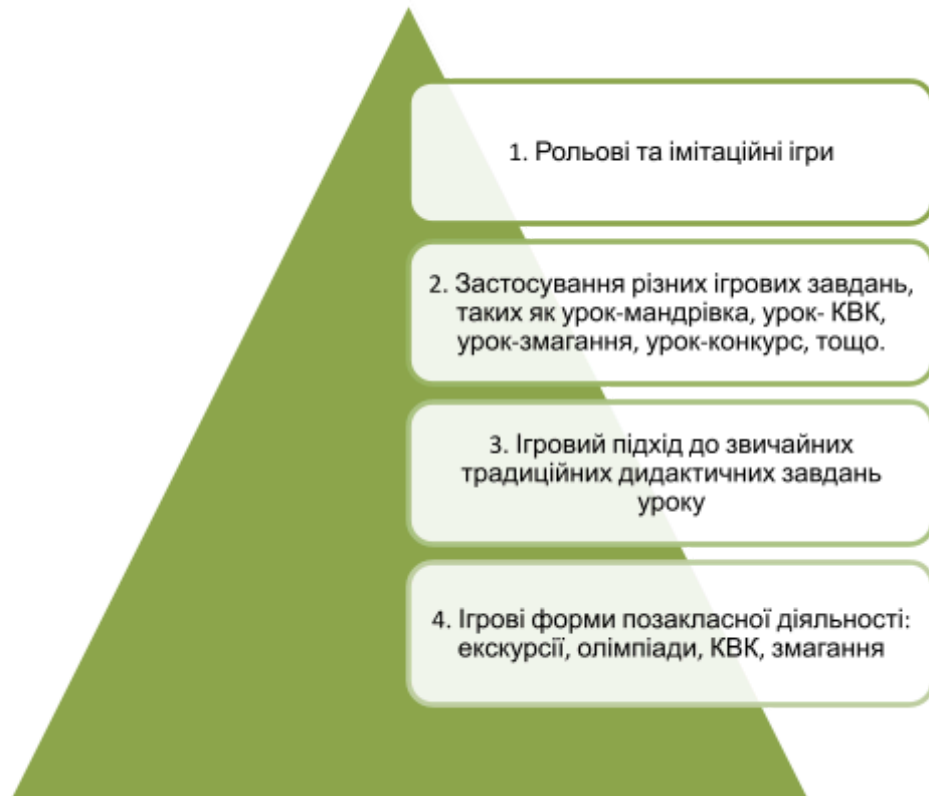 1. Рольові та імітаційні ігри
2. Застосування різних ігрових завдань,
таких як урок-мандрівка, урок- КВК,
урок-змагання, урок-конкурс, тощо.
3. Ігровий підхід до звичайних
традиційних дидактичних завдань
уроку
4. Ігрові форми позакласної діяльності:
екскурсії, олімпіади, КВК, змагання